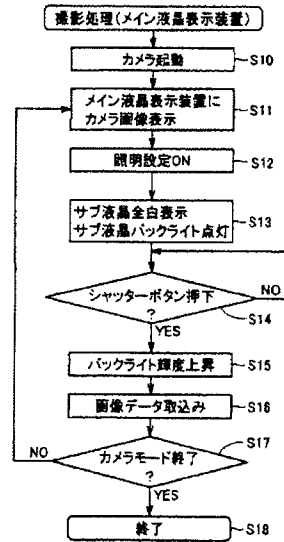 撮影処理(メイン液晶表示装置)
カメラ起動
S10
メイン液晶表示装置に
カメラ画像表示
S11
照明設定ON
S12
サブ液晶全白表示
サブ液晶バックライト点灯
S13
シャッターボタン押下
?
NO
S14
YES
バックライト輝度上昇
S15
画像データ取込み
S16
カメラモード終了
?
NO
S17
YES
終了
S18